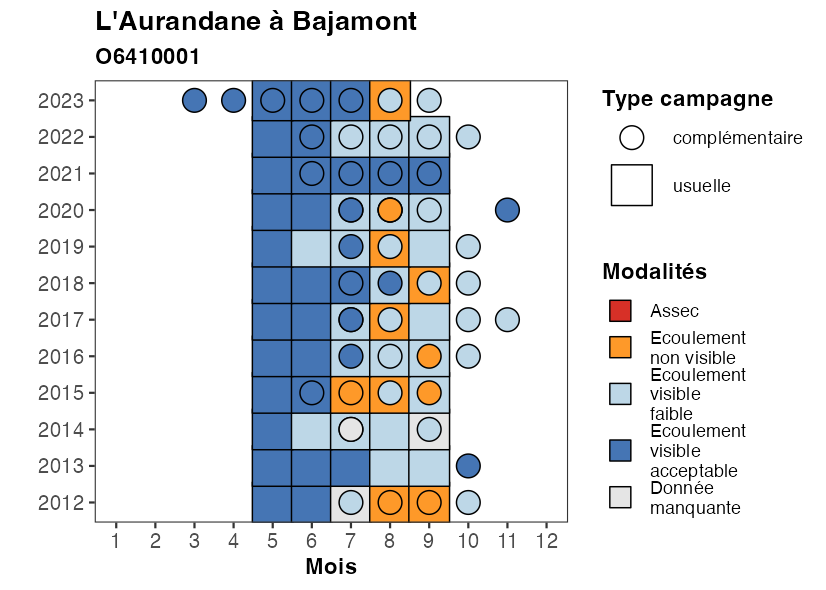 L'Aurandane à Bajamont
O6410001
2023
2022
2021
2020
2019
2018
2017
2016
2015
2014
2013
2012
1 2 3 4 5 6 7 8 9 10 11 12
Mois
Type campagne
complémentaire
usuelle
Modalités
Assec
Ecoulement
non visible
Ecoulement
visible
faible
Ecoulement
visible
acceptable
Donnée
manquante